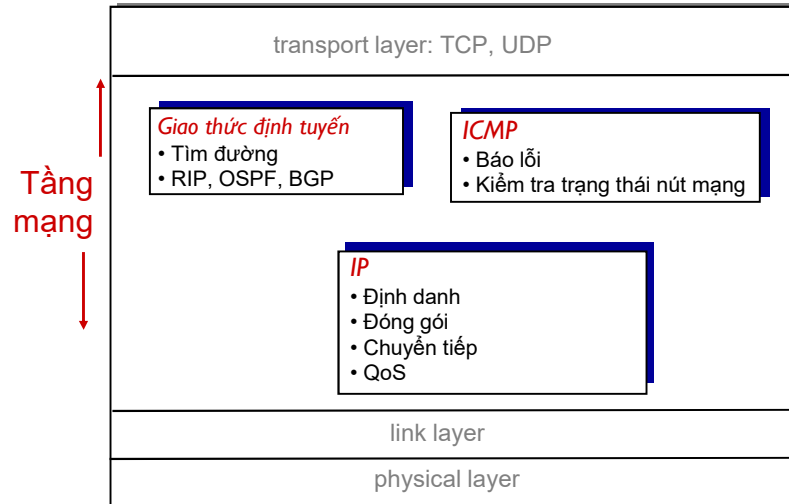 transport layer: TCP, UDP
Giao thức định tuyến
• Tìm đường
• RIP, OSPF, BGP
ICMP
• Báo lỗi
• Kiểm tra trạng thái nút mạng
Tầng
mạng
IP
• Định danh
• Đóng gói
• Chuyển tiếp
• QoS
link layer
physical layer